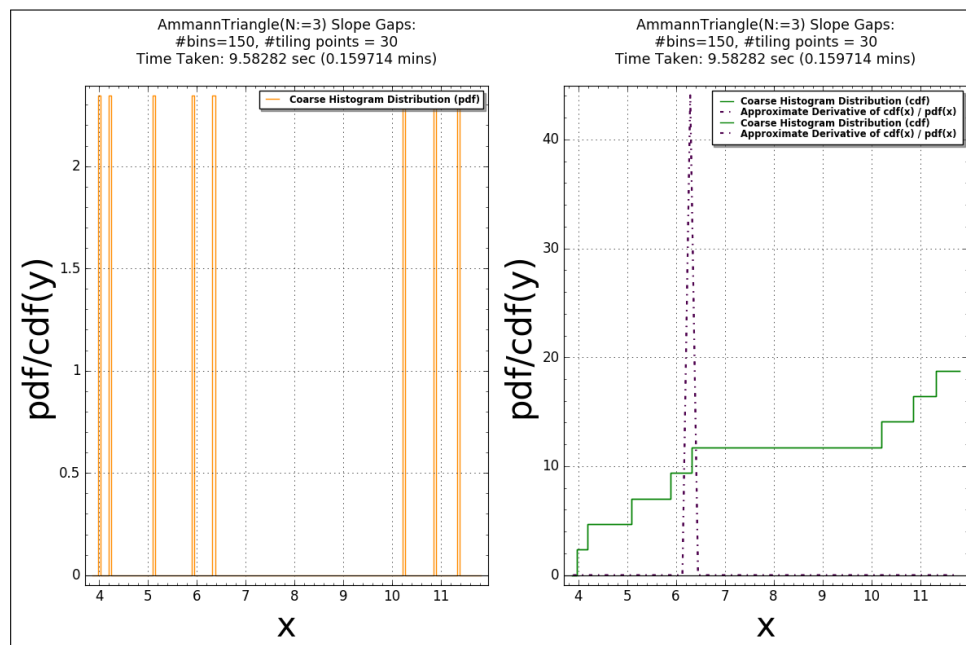 AmmannTriangle(N:=3) Slope Gaps:
#bins=150, #tiling points = 30
Time Taken: 9.58282 sec (0.159714 mins)
Coarse Histogram Distribution (pdf)
pdf/cdf(y)
2
1.5
1
0.5
0
4 5 6 7 8 9 10 11
x
AmmannTriangle(N:=3) Slope Gaps:
#bins=150, #tiling points = 30
Time Taken: 9.58282 sec (0.159714 mins)
Coarse Histogram Distribution (cdf)
Approximate Derivative of cdf(x) / pdf(x)
Coarse Histogram Distribution (cdf)
Approximate Derivative of cdf(x) / pdf(x)
pdf/cdf(y)
40
30
20
10
0
4 5 6 7 8 9 10 11
x